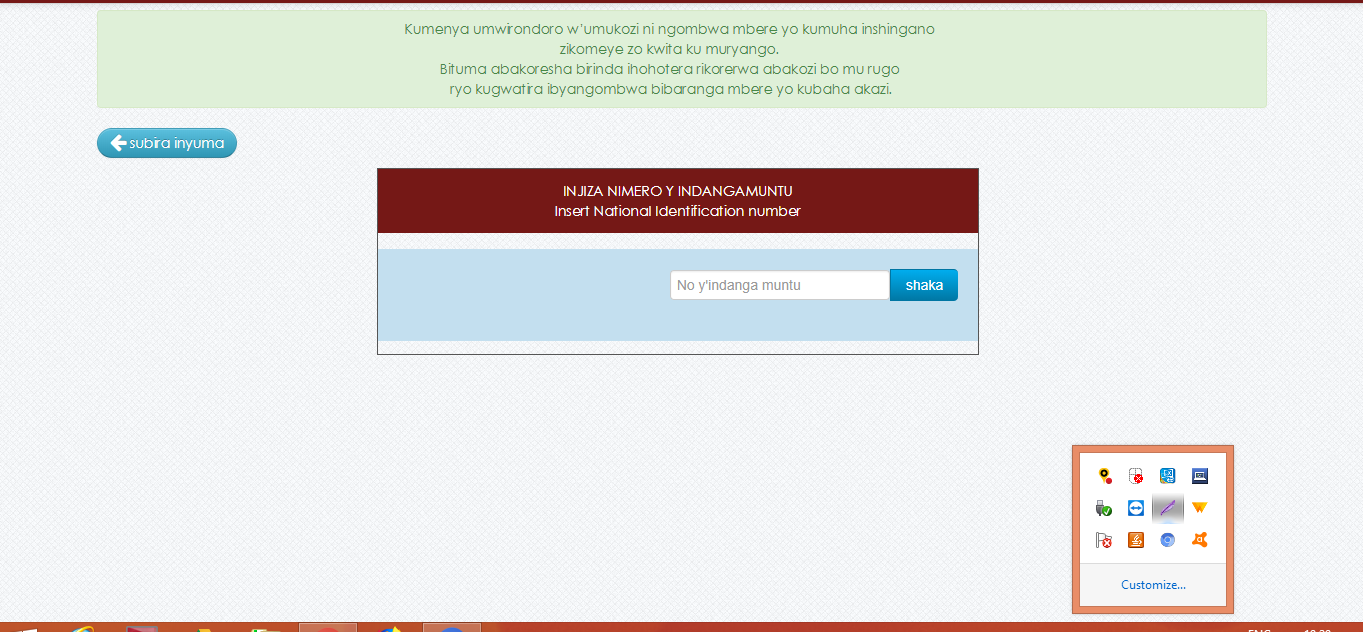 Kumenya umwirondoro w'umukozi ni ngombwa mbere yo kumuha inshingano
zikomeye zo kwita ku muryango.
Bituma abakoresha birinda ihohotera rikorerwa abakozi bo mu rugo
ryo kugwatira ibyangombwa bibaranga mbere yo kubaha akazi.
subira inyuma
INJIZA NIMERO Y INDANGAMUNTU
Insert National Identification number
No y'indanga muntu
shaka
Customize...